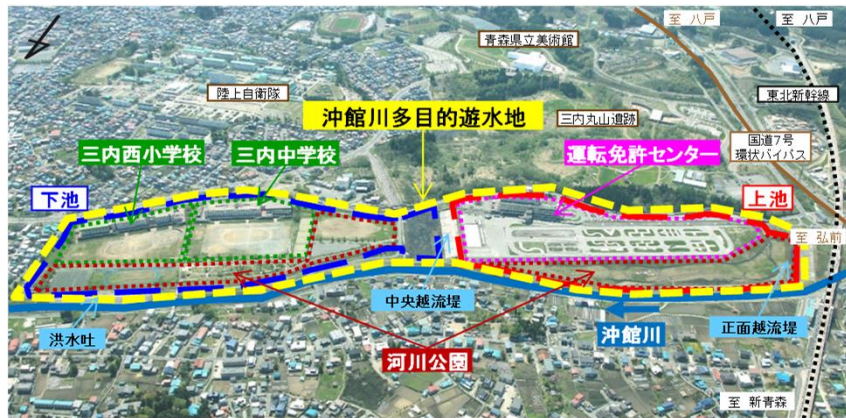 至 八戸
至 八戸
青森県立美術館
陸上自衛隊
東北新幹線
沖館川多目的遊水地
三内丸山遺跡
国道7号
環状バイパス
三内西小学校
三内中学校
運転免許センター
下池
上池
至 弘前
中央越流堤
洪水吐
沖館川
正面越流堤
河川公園
至 新青森